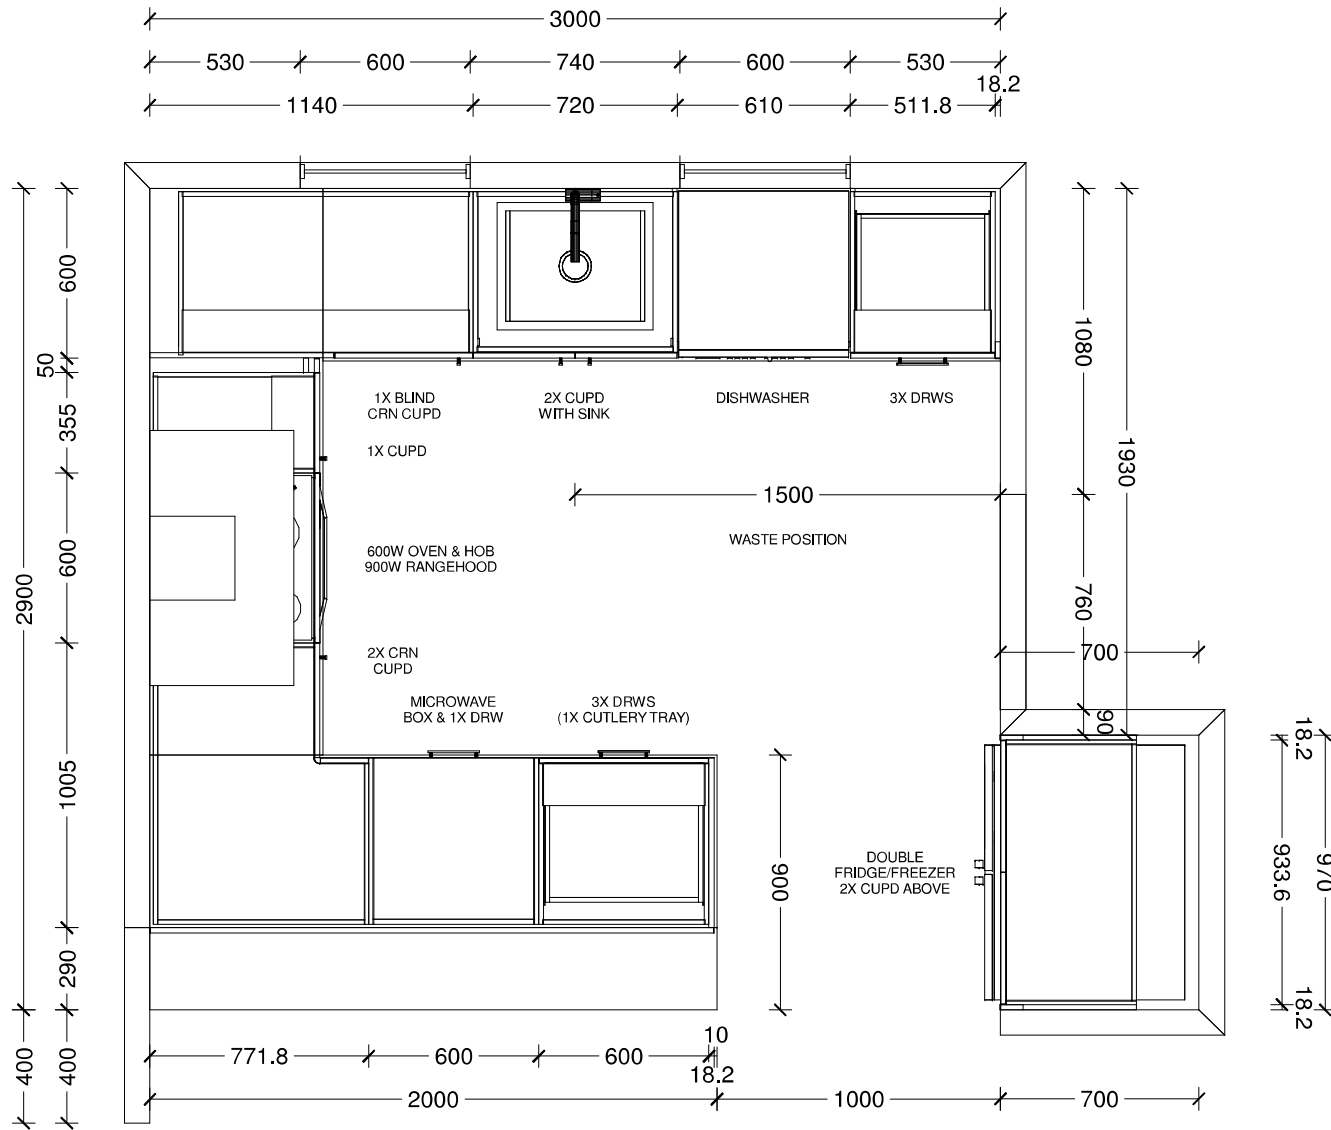 3000
530 600 740 600 530
18.2
1140 720 610 511.8
600
50
355
600
1005
290
400
2900
400
1080
1930
760
90
700
1X BLIND
CRN CUPD
2X CUPD
WITH SINK
DISHWASHER
3X DRWS
1X CUPD
1500
WASTE POSITION
600W OVEN & HOB
900W RANGEHOOD
2X CRN
CUPD
MICROWAVE
BOX & 1X DRW
3X DRWS
(1X CUTLERY TRAY)
900
DOUBLE
FRIDGE/FREEZER
2X CUPD ABOVE
18.2
933.6
970
18.2
10
771.8 600 600
18.2
2000 1000 700